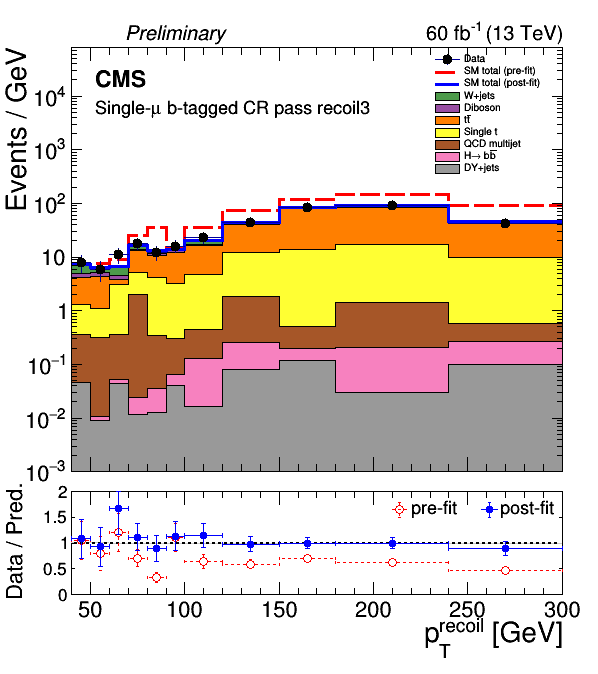 Preliminary 60 fb⁻¹ (13 TeV)
CMS
Single-μ b-tagged CR pass recoil3
Data
SM total (pre-fit)
SM total (post-fit)
W+jets
Diboson
tt̅
Single t
QCD multijet
H→ bb̅
DY+jets
Events / GeV
10⁴
10³
10²
10
1
10⁻¹
10⁻²
10⁻³
pre-fit post-fit
Data / Pred.
2
1.5
1
0.5
0
50 100 150 200 250 300
p_T^recoil [GeV]